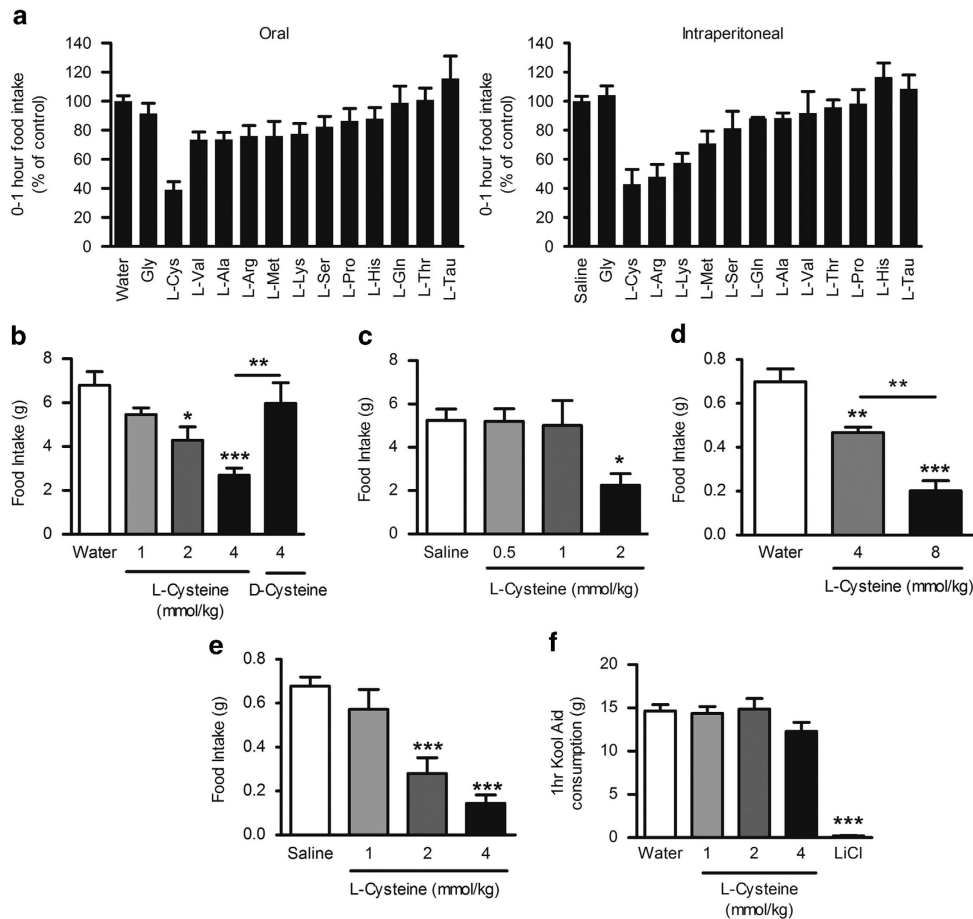 a
Oral
0-1 hour food intake
(% of control)
140
120
100
80
60
40
20
0
Water
Gly
L-Cys
L-Val
L-Ala
L-Arg
L-Met
L-Lys
L-Ser
L-Pro
L-His
L-Gln
L-Thr
L-Tau
Intraperitoneal
0-1 hour food intake
(% of control)
140
120
100
80
60
40
20
0
Saline
Gly
L-Cys
L-Arg
L-Lys
L-Met
L-Ser
L-Gln
L-Ala
L-Val
L-Thr
L-Pro
L-His
L-Tau
b
Food Intake (g)
8
6
4
2
0
*
***
**
Water 1 2 4 4
L-Cysteine D-Cysteine
(mmol/kg)
c
Food Intake (g)
8
6
4
2
0
*
Saline 0.5 1 2
L-Cysteine (mmol/kg)
d
Food Intake (g)
0.8
0.6
0.4
0.2
0.0
**
**
***
Water 4 8
L-Cysteine (mmol/kg)
e
Food Intake (g)
0.8
0.6
0.4
0.2
0.0
***
***
Saline 1 2 4
L-Cysteine (mmol/kg)
f
1hr Kool Aid
consumption (g)
20
15
10
5
0
***
Water 1 2 4 LiCl
L-Cysteine
(mmol/kg)